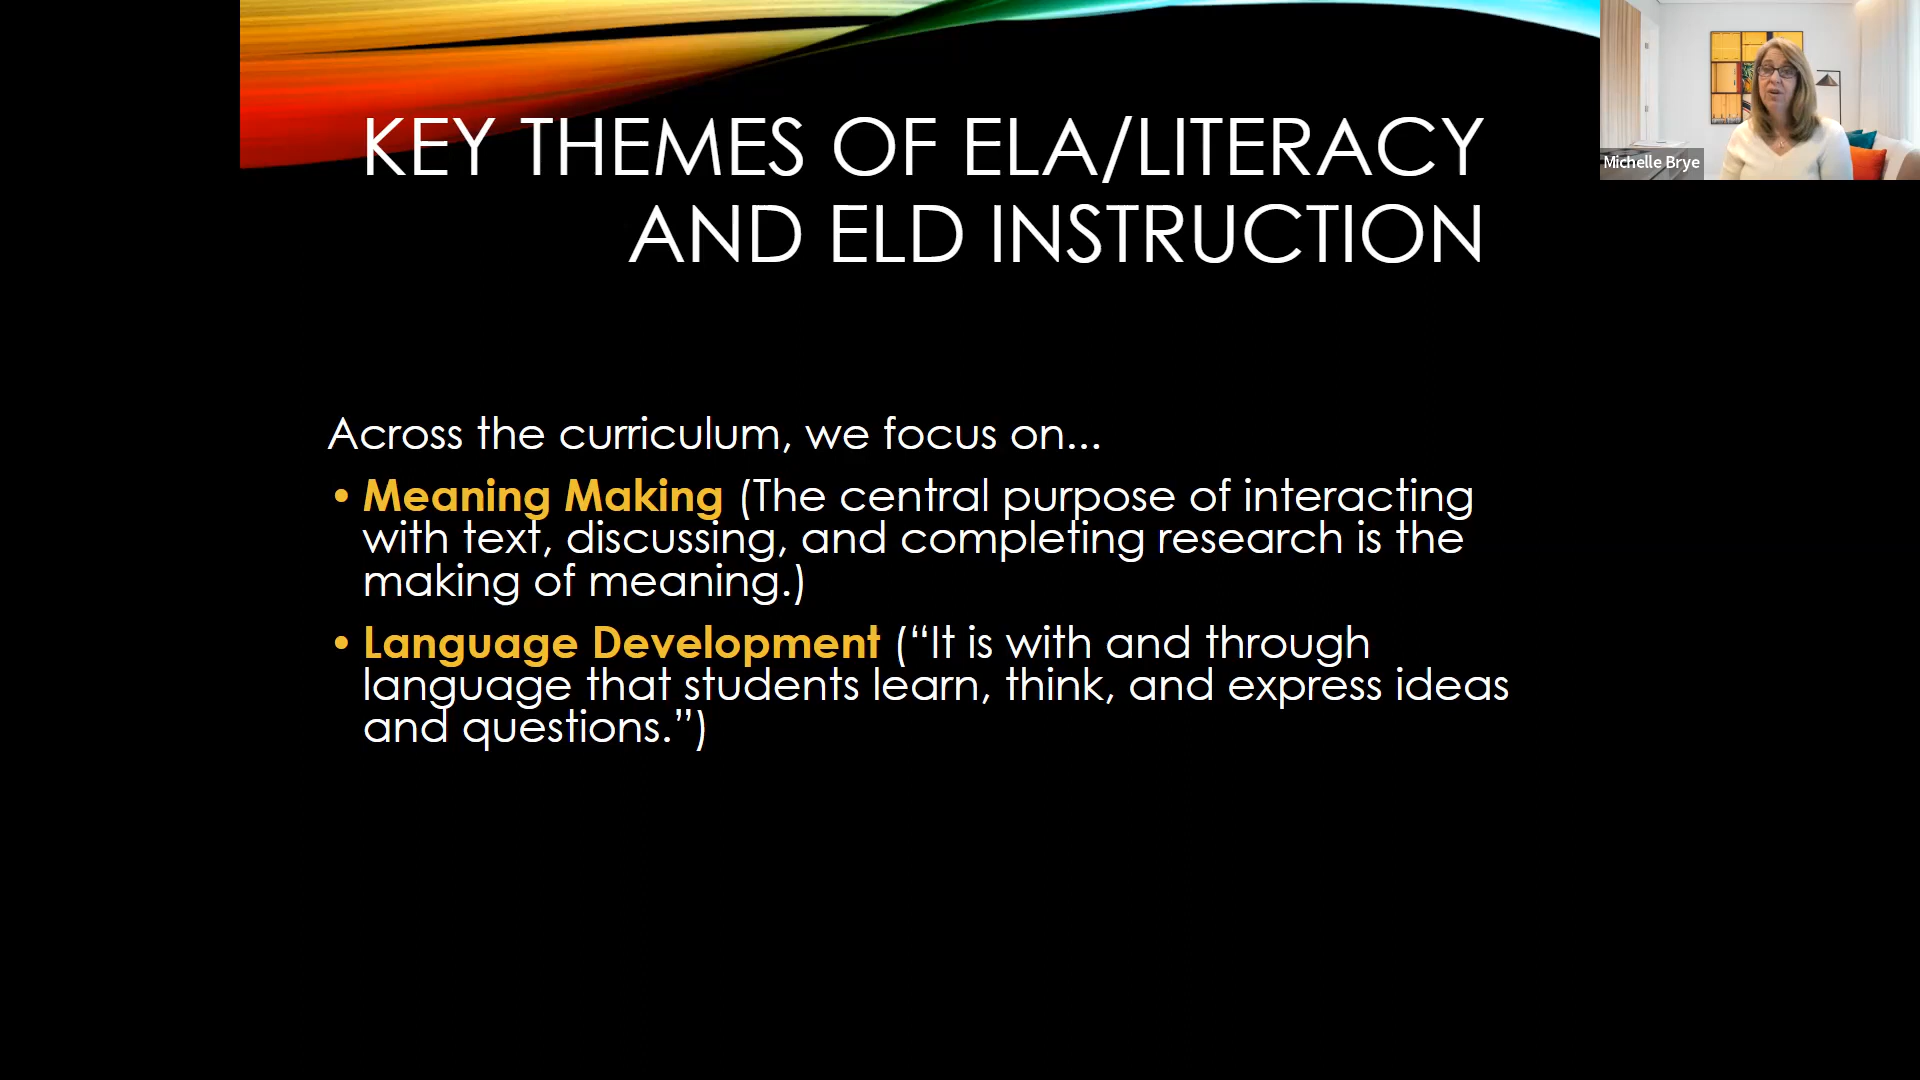 KEY THEMES OF ELA/LITERACY
AND ELD INSTRUCTION
Michelle Brye
Across the curriculum, we focus on...
• Meaning Making (The central purpose of interacting
with text, discussing, and completing research is the
making of meaning.)
• Language Development (“It is with and through
language that students learn, think, and express ideas
and questions.”)